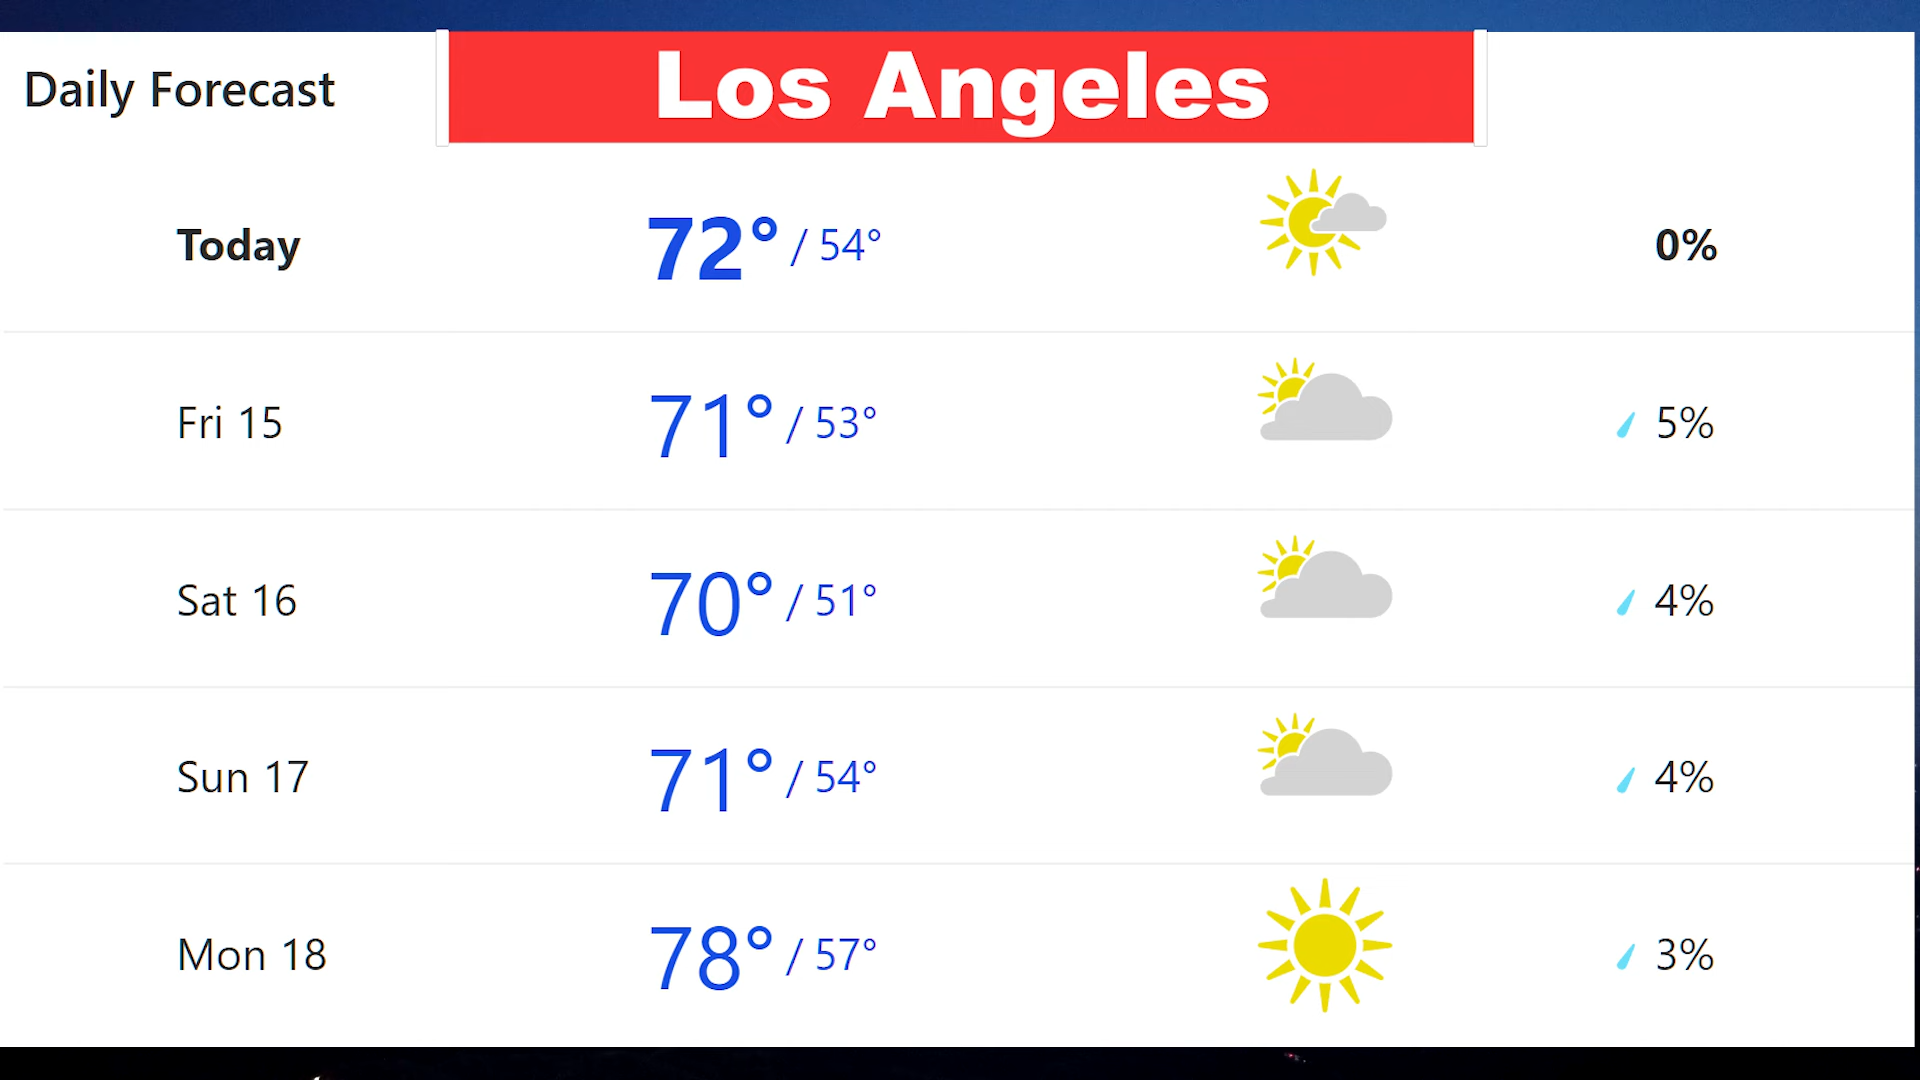 Daily Forecast
Los Angeles
Today 72° / 54° 0%
Fri 15 71° / 53° 5%
Sat 16 70° / 51° 4%
Sun 17 71° / 54° 4%
Mon 18 78° / 57° 3%